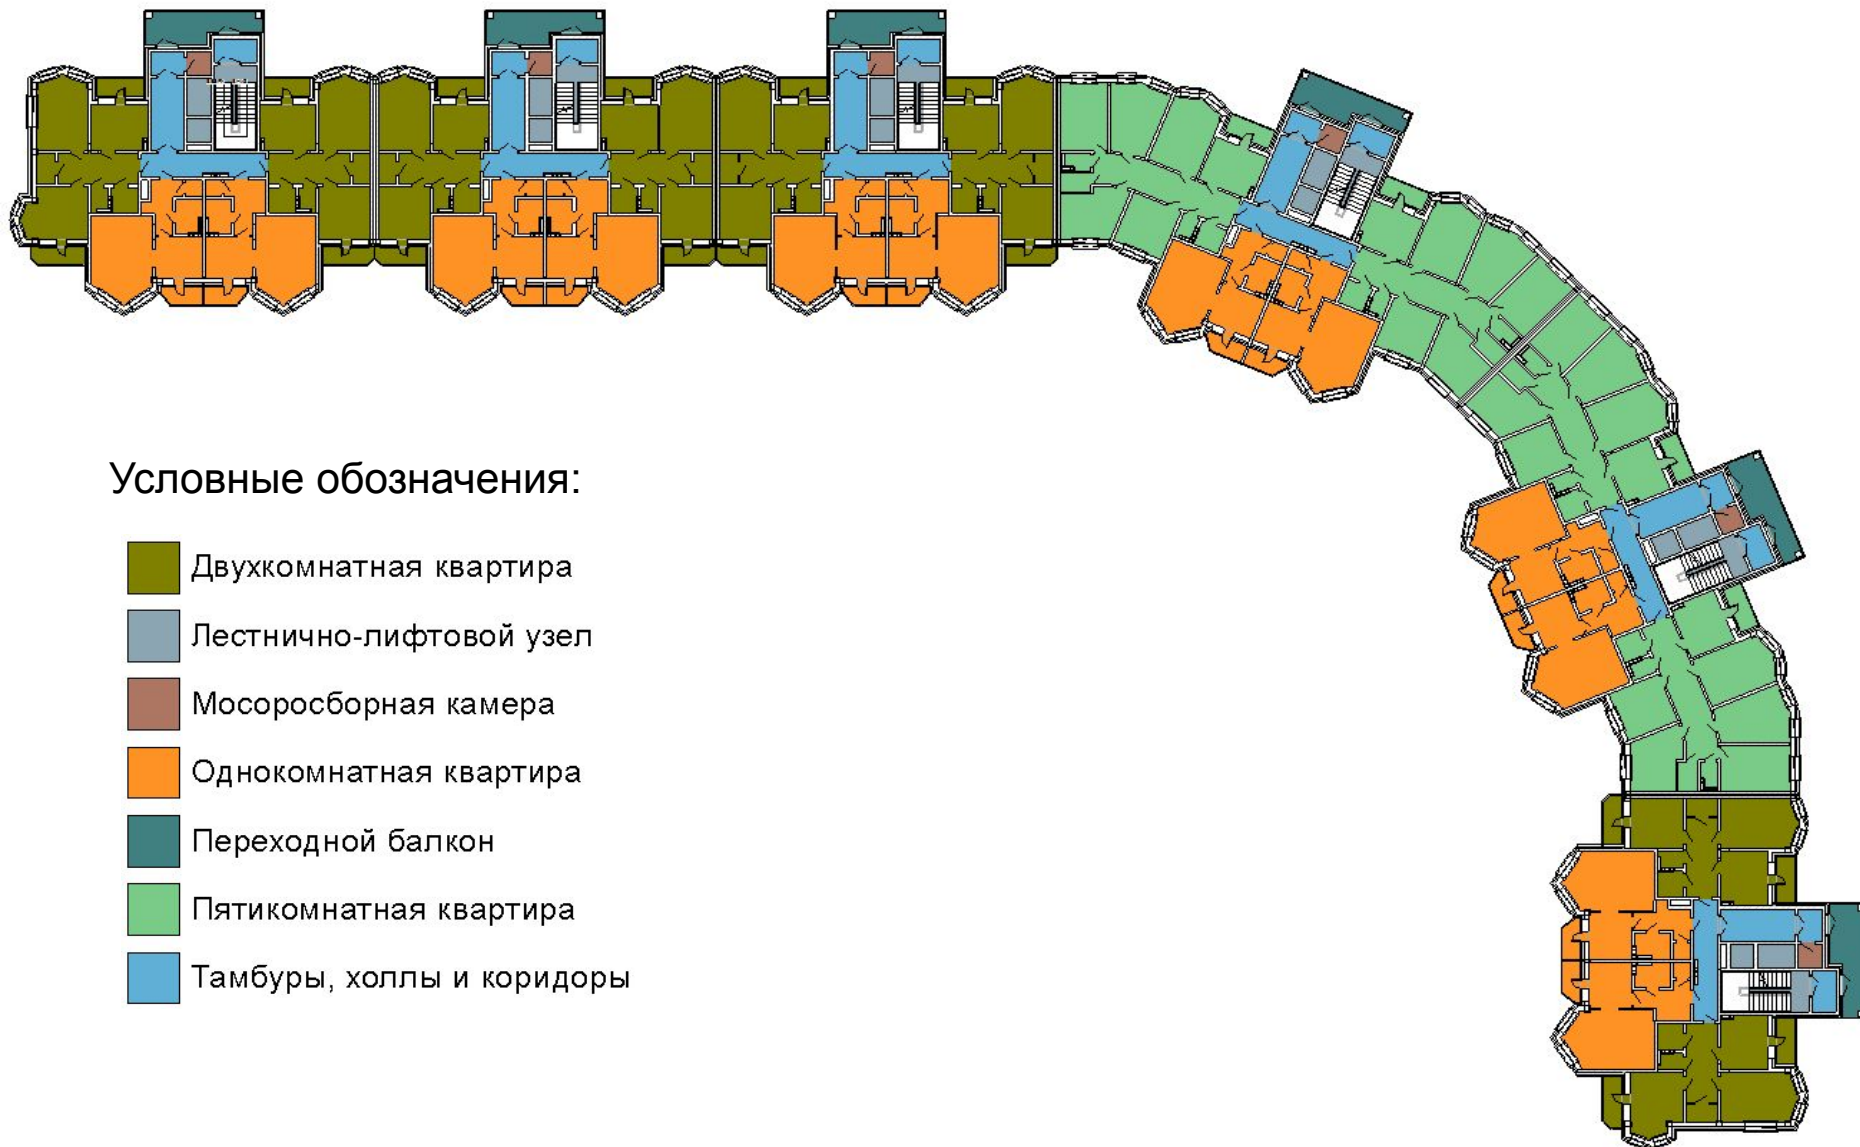 Условные обозначения:
Двухкомнатная квартира
Лестнично-лифтовой узел
Мосоросборная камера
Однокомнатная квартира
Переходной балкон
Пятикомнатная квартира
Тамбуры, холлы и коридоры